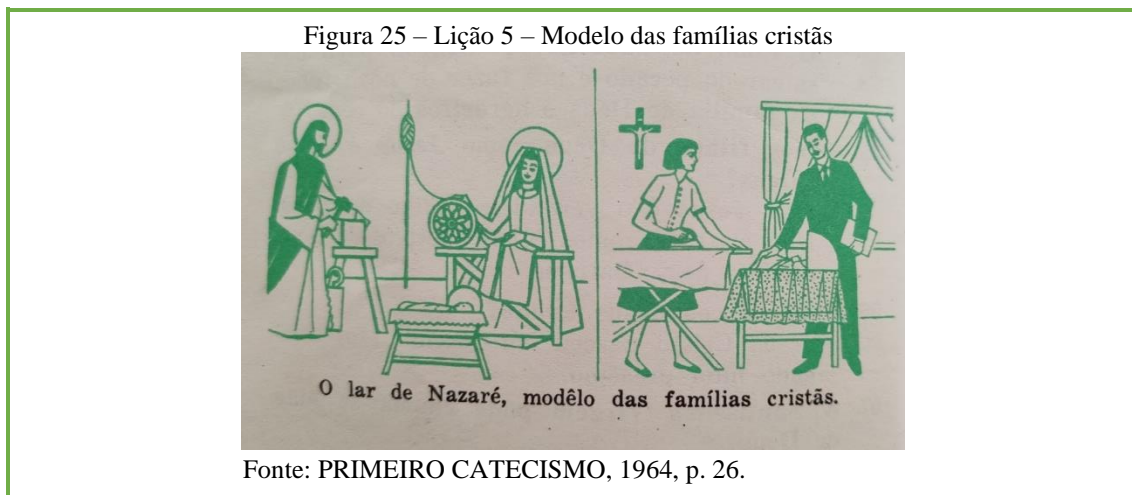 Figura 25 – Lição 5 – Modelo das famílias cristãs
O lar de Nazaré, modêlo das famílias cristãs.
Fonte: PRIMEIRO CATECISMO, 1964, p. 26.